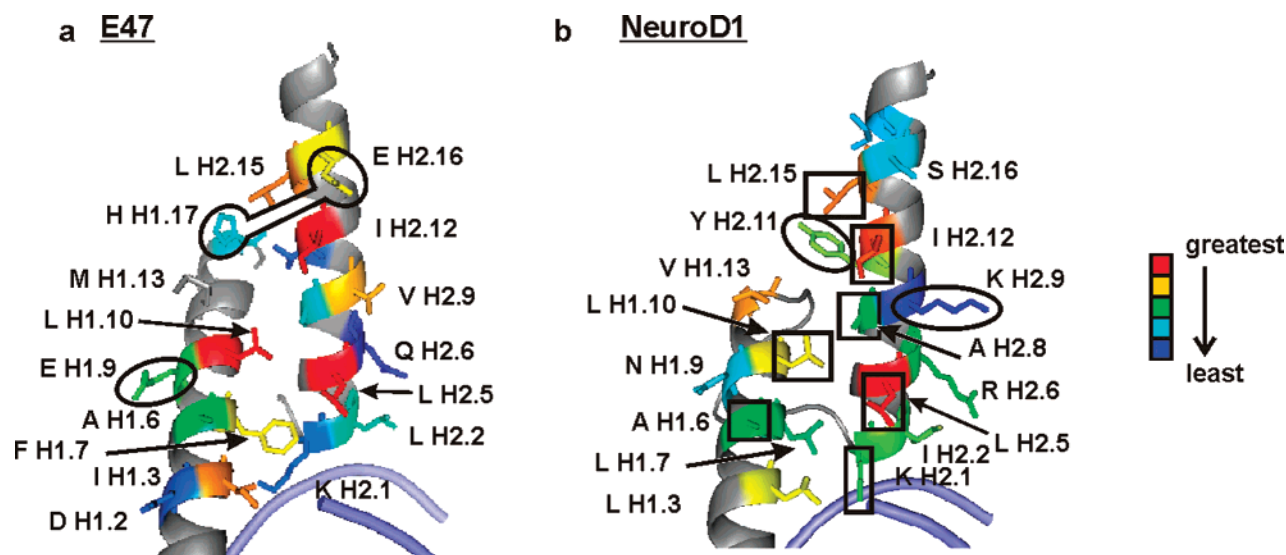 a E47
L H2.15
E H2.16
H H1.17
I H2.12
M H1.13
V H2.9
L H1.10
Q H2.6
E H1.9
L H2.5
A H1.6
L H2.2
F H1.7
I H1.3
K H2.1
D H1.2
b NeuroD1
L H2.15
S H2.16
Y H2.11
I H2.12
V H1.13
K H2.9
L H1.10
A H2.8
N H1.9
R H2.6
A H1.6
L H2.5
L H1.7
I H2.2
K H2.1
L H1.3
greatest
least